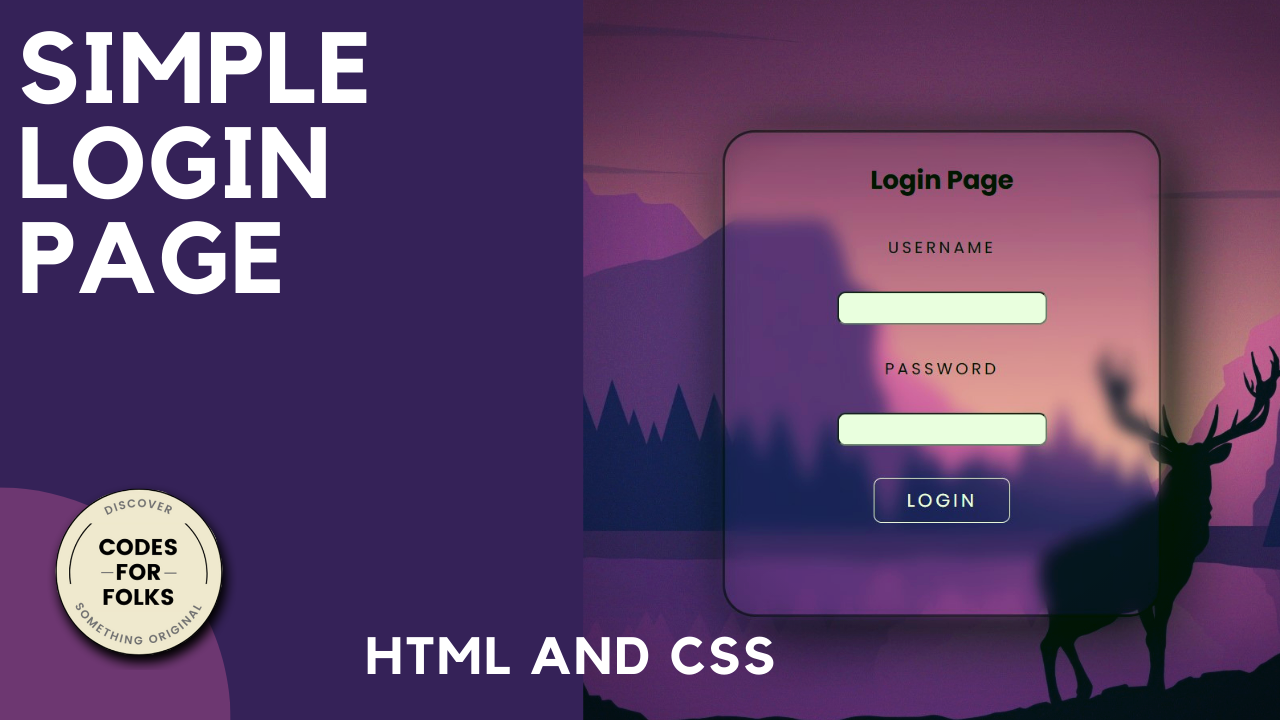 SIMPLE
LOGIN
PAGE
Login Page
USERNAME
PASSWORD
LOGIN
DISCOVER
CODES
FOR
FOLKS
SOMETHING ORIGINAL
HTML AND CSS